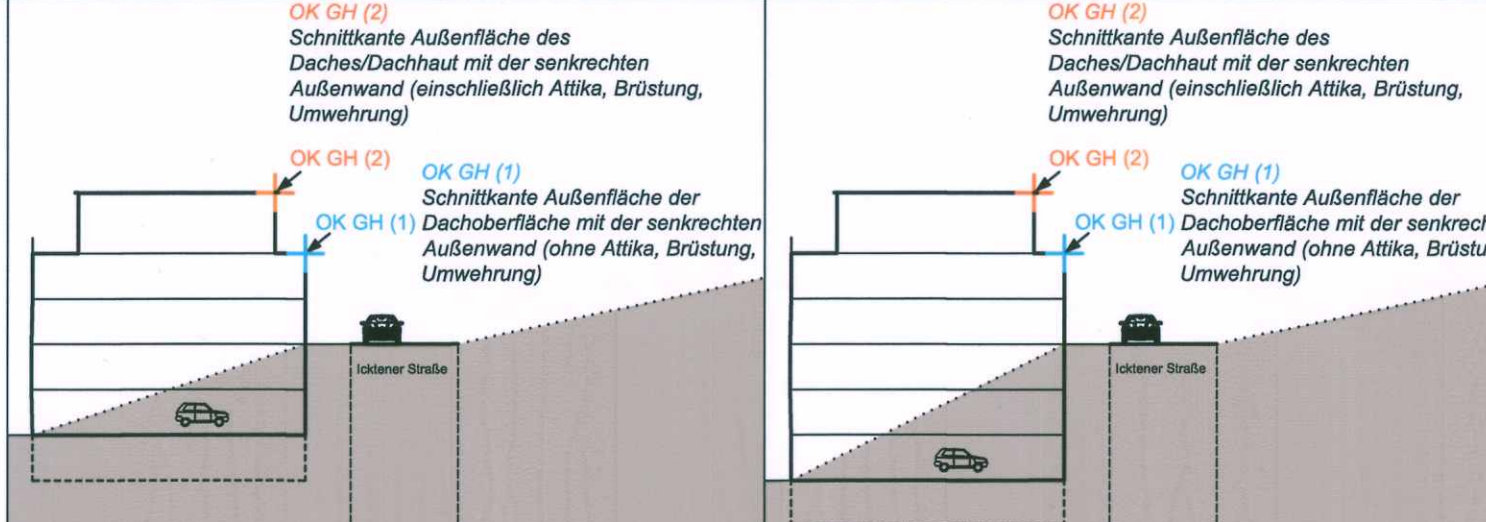 OK GH (2)
Schnittkante Außenfläche des
Daches/Dachhaut mit der senkrechten
Außenwand (einschließlich Attika, Brüstung,
Umwehrung)
OK GH (2)
OK GH (1)
Schnittkante Außenfläche der
OK GH (1) Dachoberfläche mit der senkrechten
Außenwand (ohne Attika, Brüstung,
Umwehrung)
Icktener Straße
OK GH (2)
Schnittkante Außenfläche des
Daches/Dachhaut mit der senkrechten
Außenwand (einschließlich Attika, Brüstung,
Umwehrung)
OK GH (2)
OK GH (1)
Schnittkante Außenfläche der
OK GH (1) Dachoberfläche mit der senkrech
Außenwand (ohne Attika, Brüstu
Umwehrung)
Icktener Straße